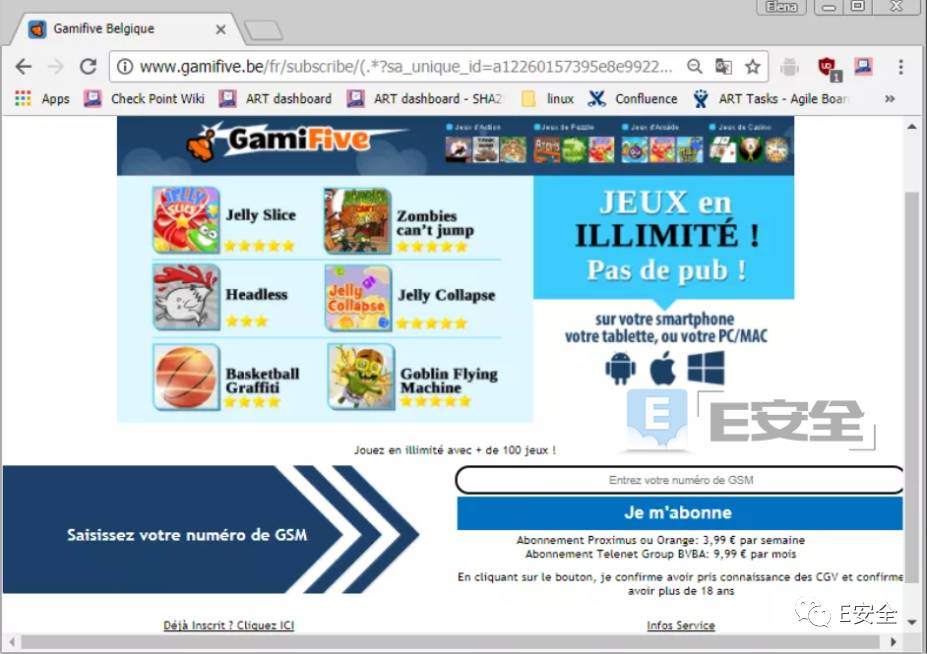 Elena
Gamifive Belgique
www.gamifive.be/fr/subscribe/(.*?sa_unique_id=a12260157395e8e9922...
Apps Check Point Wiki ART dashboard ART dashboard - SHA2 linux Confluence ART Tasks - Agile Boar »
GamiFive
Jeux d'Action Jeux de Puzzle Jeux d'Arcade Jeux de Casino
Jelly Slice
Zombies can't jump
Headless
Jelly Collapse
Basketball Graffiti
Goblin Flying Machine
JEUX en
ILLIMITÉ !
Pas de pub !
sur votre smartphone
votre tablette, ou votre PC/MAC
E安全
Jouez en illimité avec + de 100 jeux !
Saisissez votre numéro de GSM
Entrez votre numéro de GSM
Je m'abonne
Abonnement Proximus ou Orange: 3,99 € par semaine
Abonnement Telenet Group BVBA: 9,99 € par mois
En cliquant sur le bouton, je confirme avoir pris connaissance des CGV et confirme
avoir plus de 18 ans
Déjà Inscrit ? Cliquez ICI
Infos Service
E安全